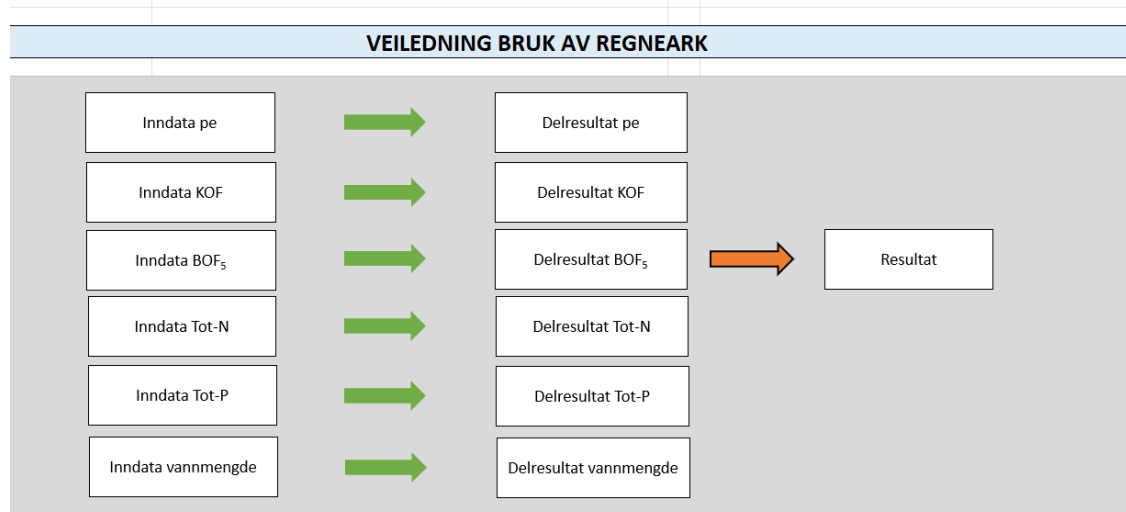 VEILEDNING BRUK AV REGNEARK
Inndata pe
Delresultat pe
Inndata KOF
Delresultat KOF
Inndata BOF₅
Delresultat BOF₅
Resultat
Inndata Tot-N
Delresultat Tot-N
Inndata Tot-P
Delresultat Tot-P
Inndata vannmengde
Delresultat vannmengde